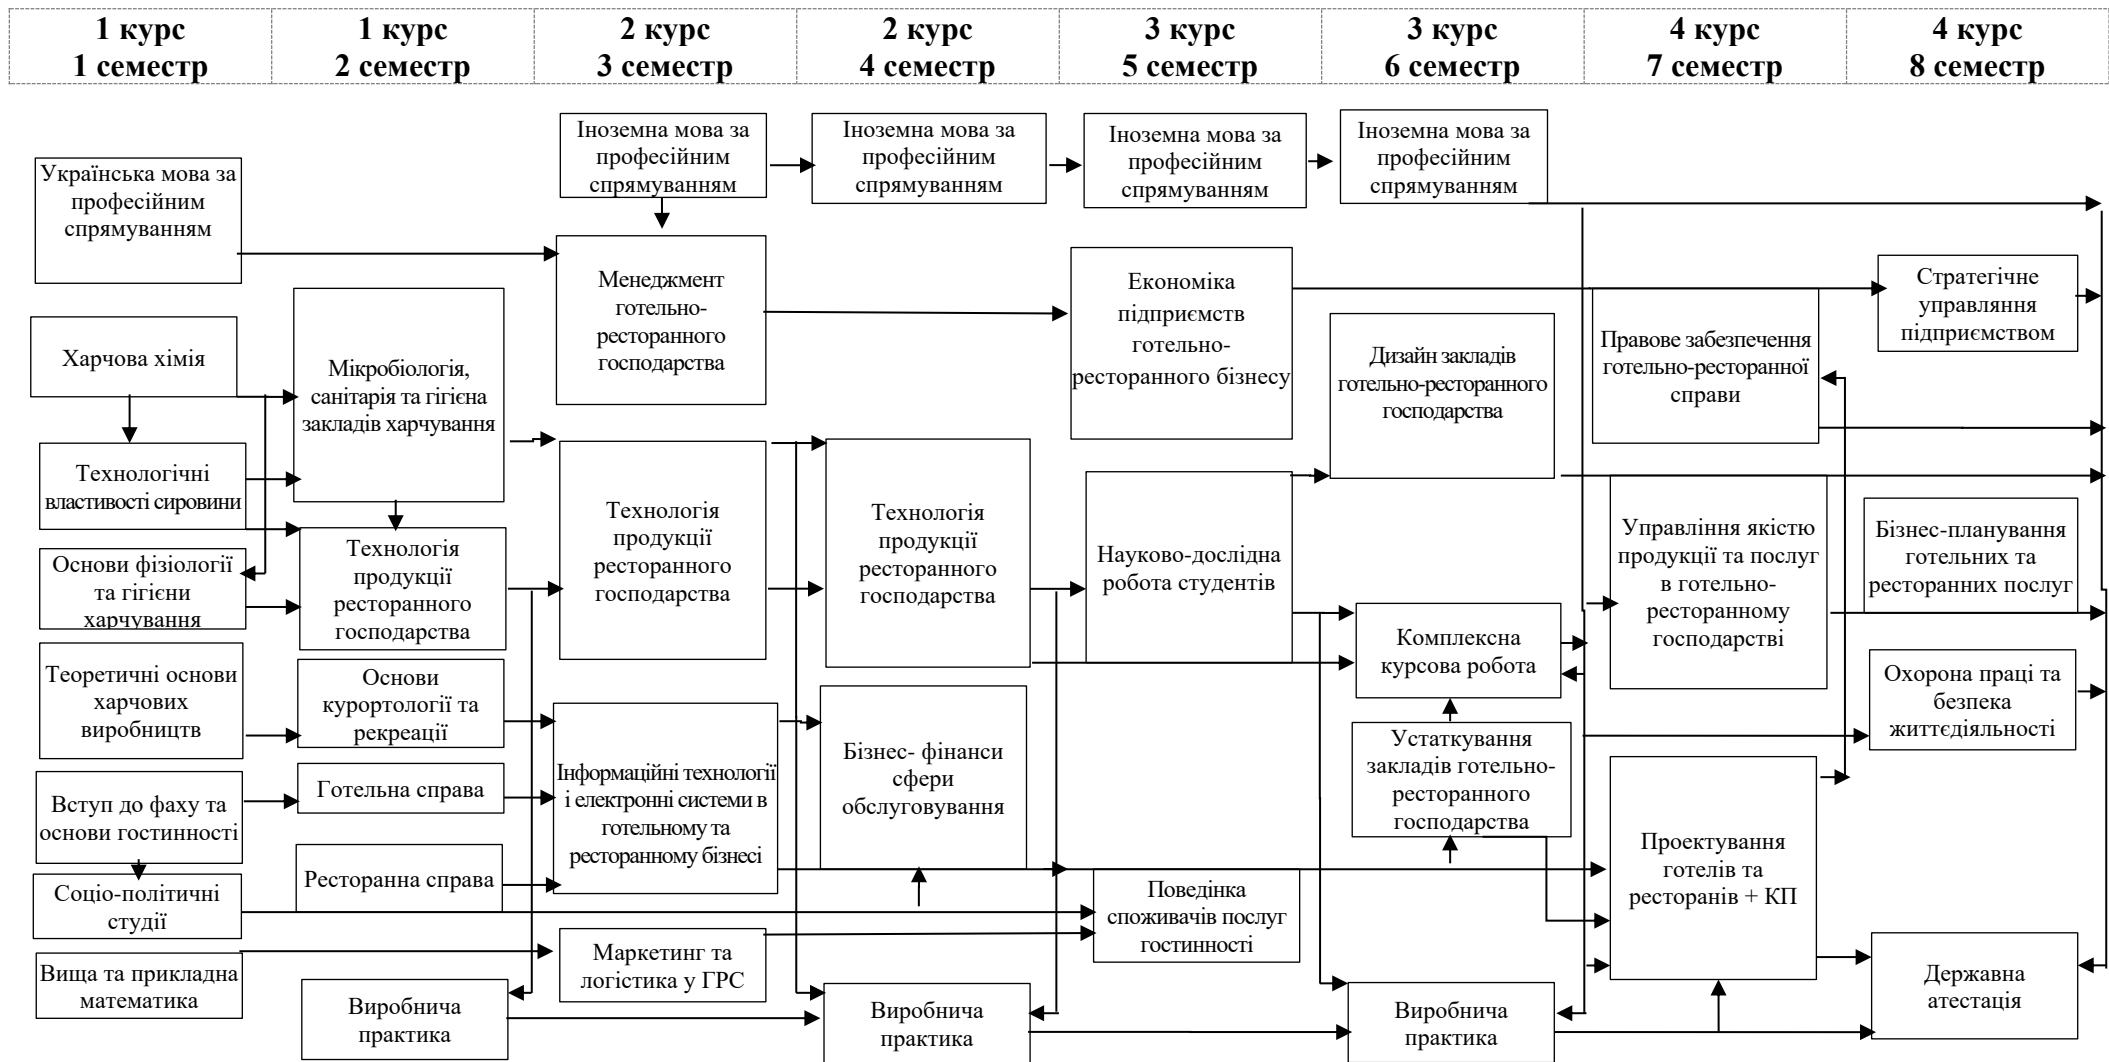 1 курс
1 семестр
1 курс
2 семестр
2 курс
3 семестр
2 курс
4 семестр
3 курс
5 семестр
3 курс
6 семестр
4 курс
7 семестр
4 курс
8 семестр
Українська мова за
професійним
спрямуванням
Харчова хімія
Технологічні
властивості сировини
Основи фізіології
та гігієни
харчування
Теоретичні основи
харчових
виробництв
Вступ до фаху та
основи гостинності
Соціо-політичні
студії
Вища та прикладна
математика
Мікробіологія,
санітарія та гігієна
закладів харчування
Технологія
продукції
ресторанного
господарства
Основи
курортології та
рекреації
Готельна справа
Ресторанна справа
Виробнича
практика
Іноземна мова за
професійним
спрямуванням
Менеджмент
готельно-
ресторанного
господарства
Технологія
продукції
ресторанного
господарства
Інформаційні технології
і електронні системи в
готельному та
ресторанному бізнесі
Маркетинг та
логістика у ГРС
Іноземна мова за
професійним
спрямуванням
Технологія
продукції
ресторанного
господарства
Бізнес- фінанси
сфери
обслуговування
Виробнича
практика
Іноземна мова за
професійним
спрямуванням
Економіка
підприємств
готельно-
ресторанного бізнесу
Науково-дослідна
робота студентів
Поведінка
споживачів послуг
гостинності
Іноземна мова за
професійним
спрямуванням
Дизайн закладів
готельно-ресторанного
господарства
Комплексна
курсова робота
Устаткування
закладів готельно-
ресторанного
господарства
Виробнича
практика
Правове забезпечення
готельно-ресторанної
справи
Управління якістю
продукції та послуг
в готельно-
ресторанному
господарстві
Проектування
готелів та
ресторанів + КП
Стратегічне
управляння
підприємством
Бізнес-планування
готельних та
ресторанних послуг
Охорона праці та
безпека
життєдіяльності
Державна
атестація